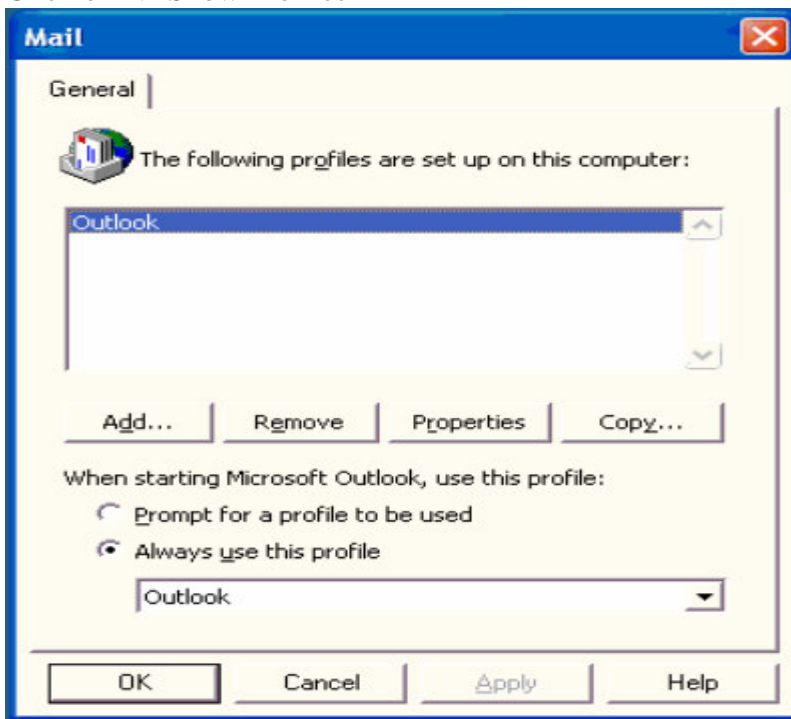 Mail
General
The following profiles are set up on this computer:
Outlook
Add... Remove Properties Copy...
When starting Microsoft Outlook, use this profile:
Prompt for a profile to be used
Always use this profile
Outlook
OK Cancel Apply Help